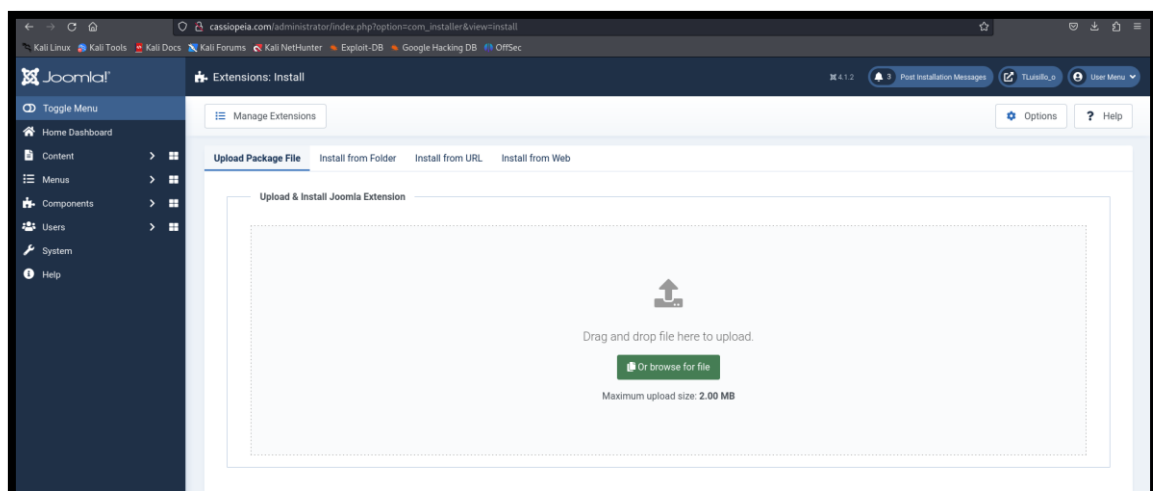 cassiopeia.com/administrator/index.php?option=com_installer&view=install
Kali Linux Kali Tools Kali Docs Kali Forums Kali NetHunter Exploit-DB Google Hacking DB OffSec
Joomla!® Extensions: Install 4.1.2 3 Post Installation Messages TLuisillo_o User Menu
Toggle Menu
Manage Extensions Options ? Help
Home Dashboard
Content
Upload Package File Install from Folder Install from URL Install from Web
Menus
Upload & Install Joomla Extension
Components
Users
System
Help
Drag and drop file here to upload.
Or browse for file
Maximum upload size: 2.00 MB